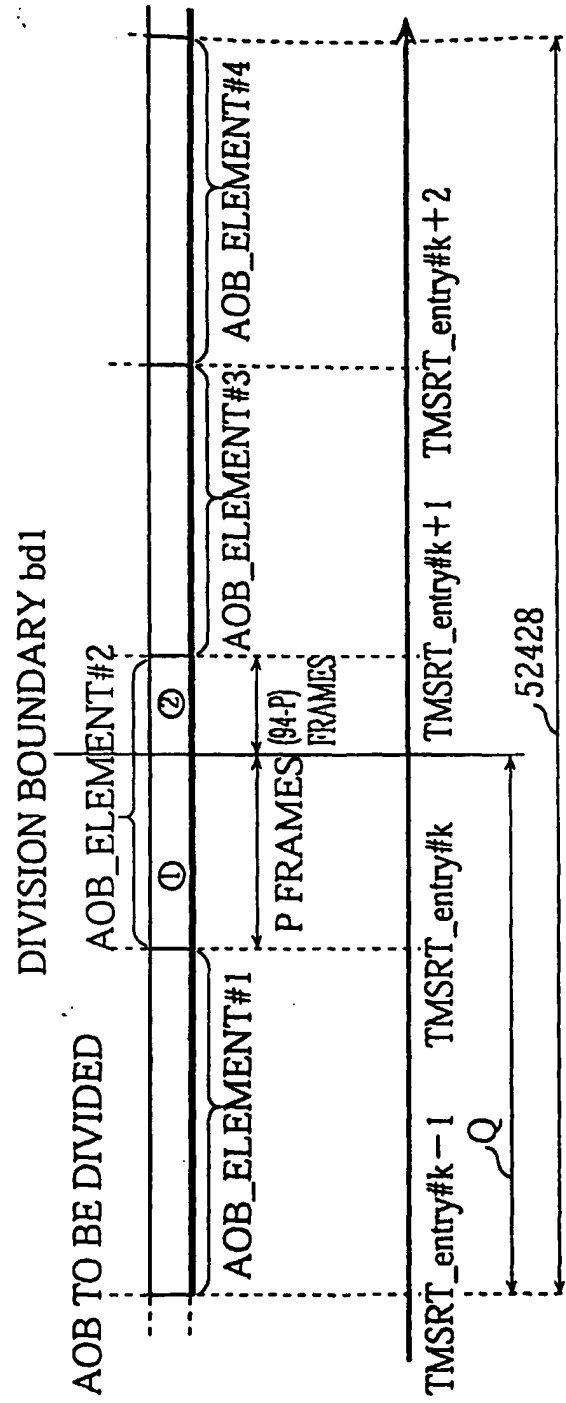 DIVISION BOUNDARY bd1
AOB TO BE DIVIDED
AOB_ELEMENT#2
① ②
AOB_ELEMENT#1
AOB_ELEMENT#3
AOB_ELEMENT#4
P FRAMES
(94-P)
FRAMES
TMSRT_entry#k-1 TMSRT_entry#k TMSRT_entry#k+1 TMSRT_entry#k+2
Q
52428